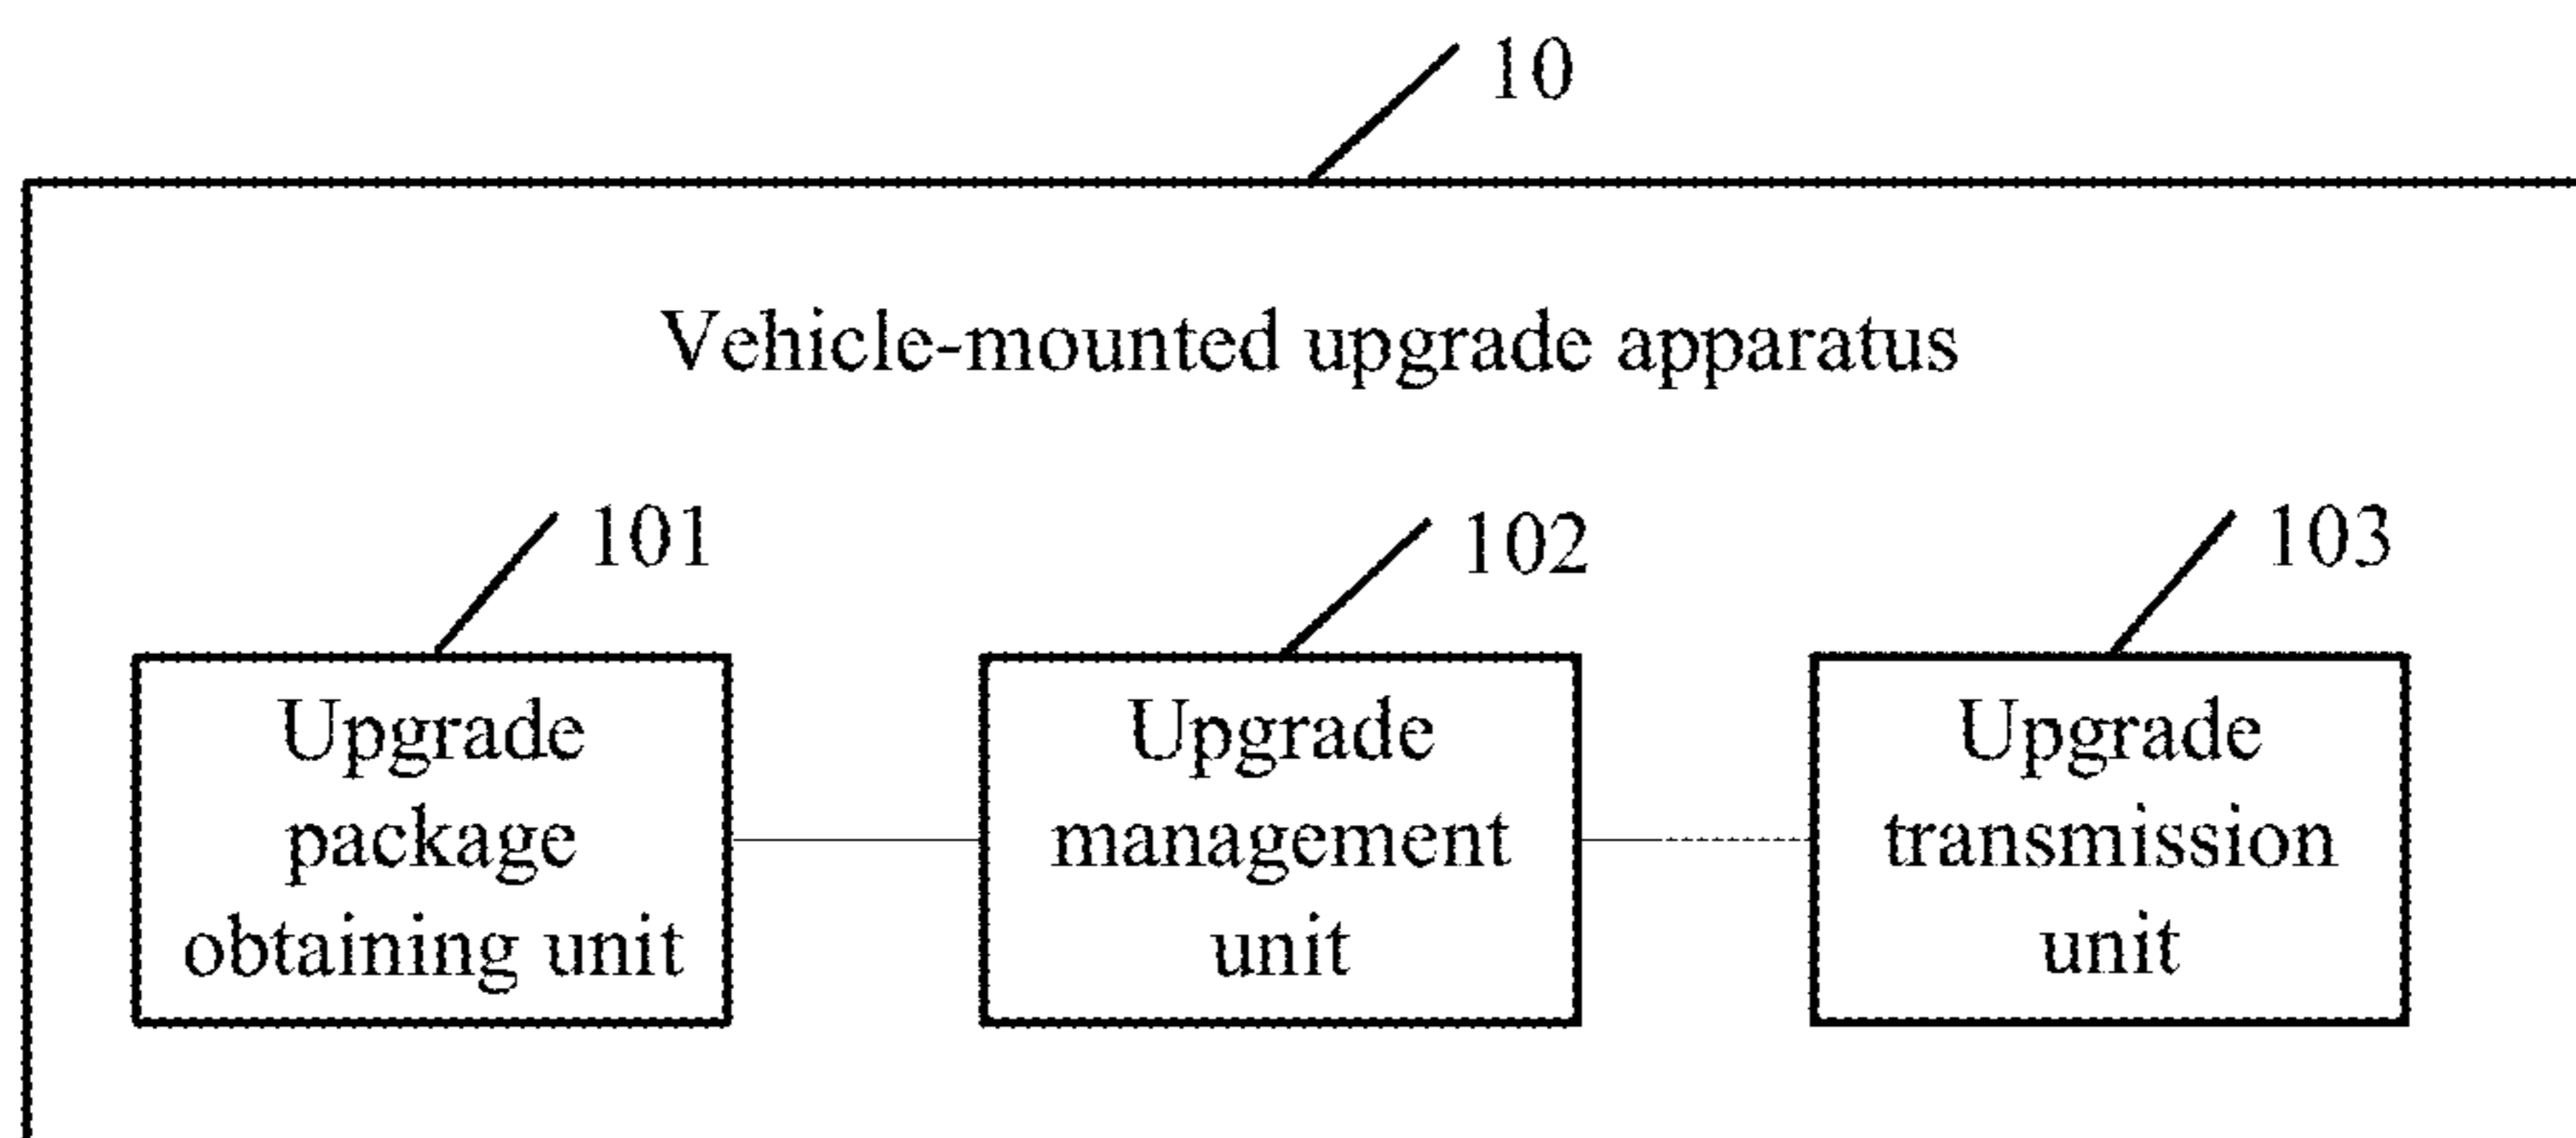 10
Vehicle-mounted upgrade apparatus
101
102
103
Upgrade
package
obtaining unit
Upgrade
management
unit
Upgrade
transmission
unit